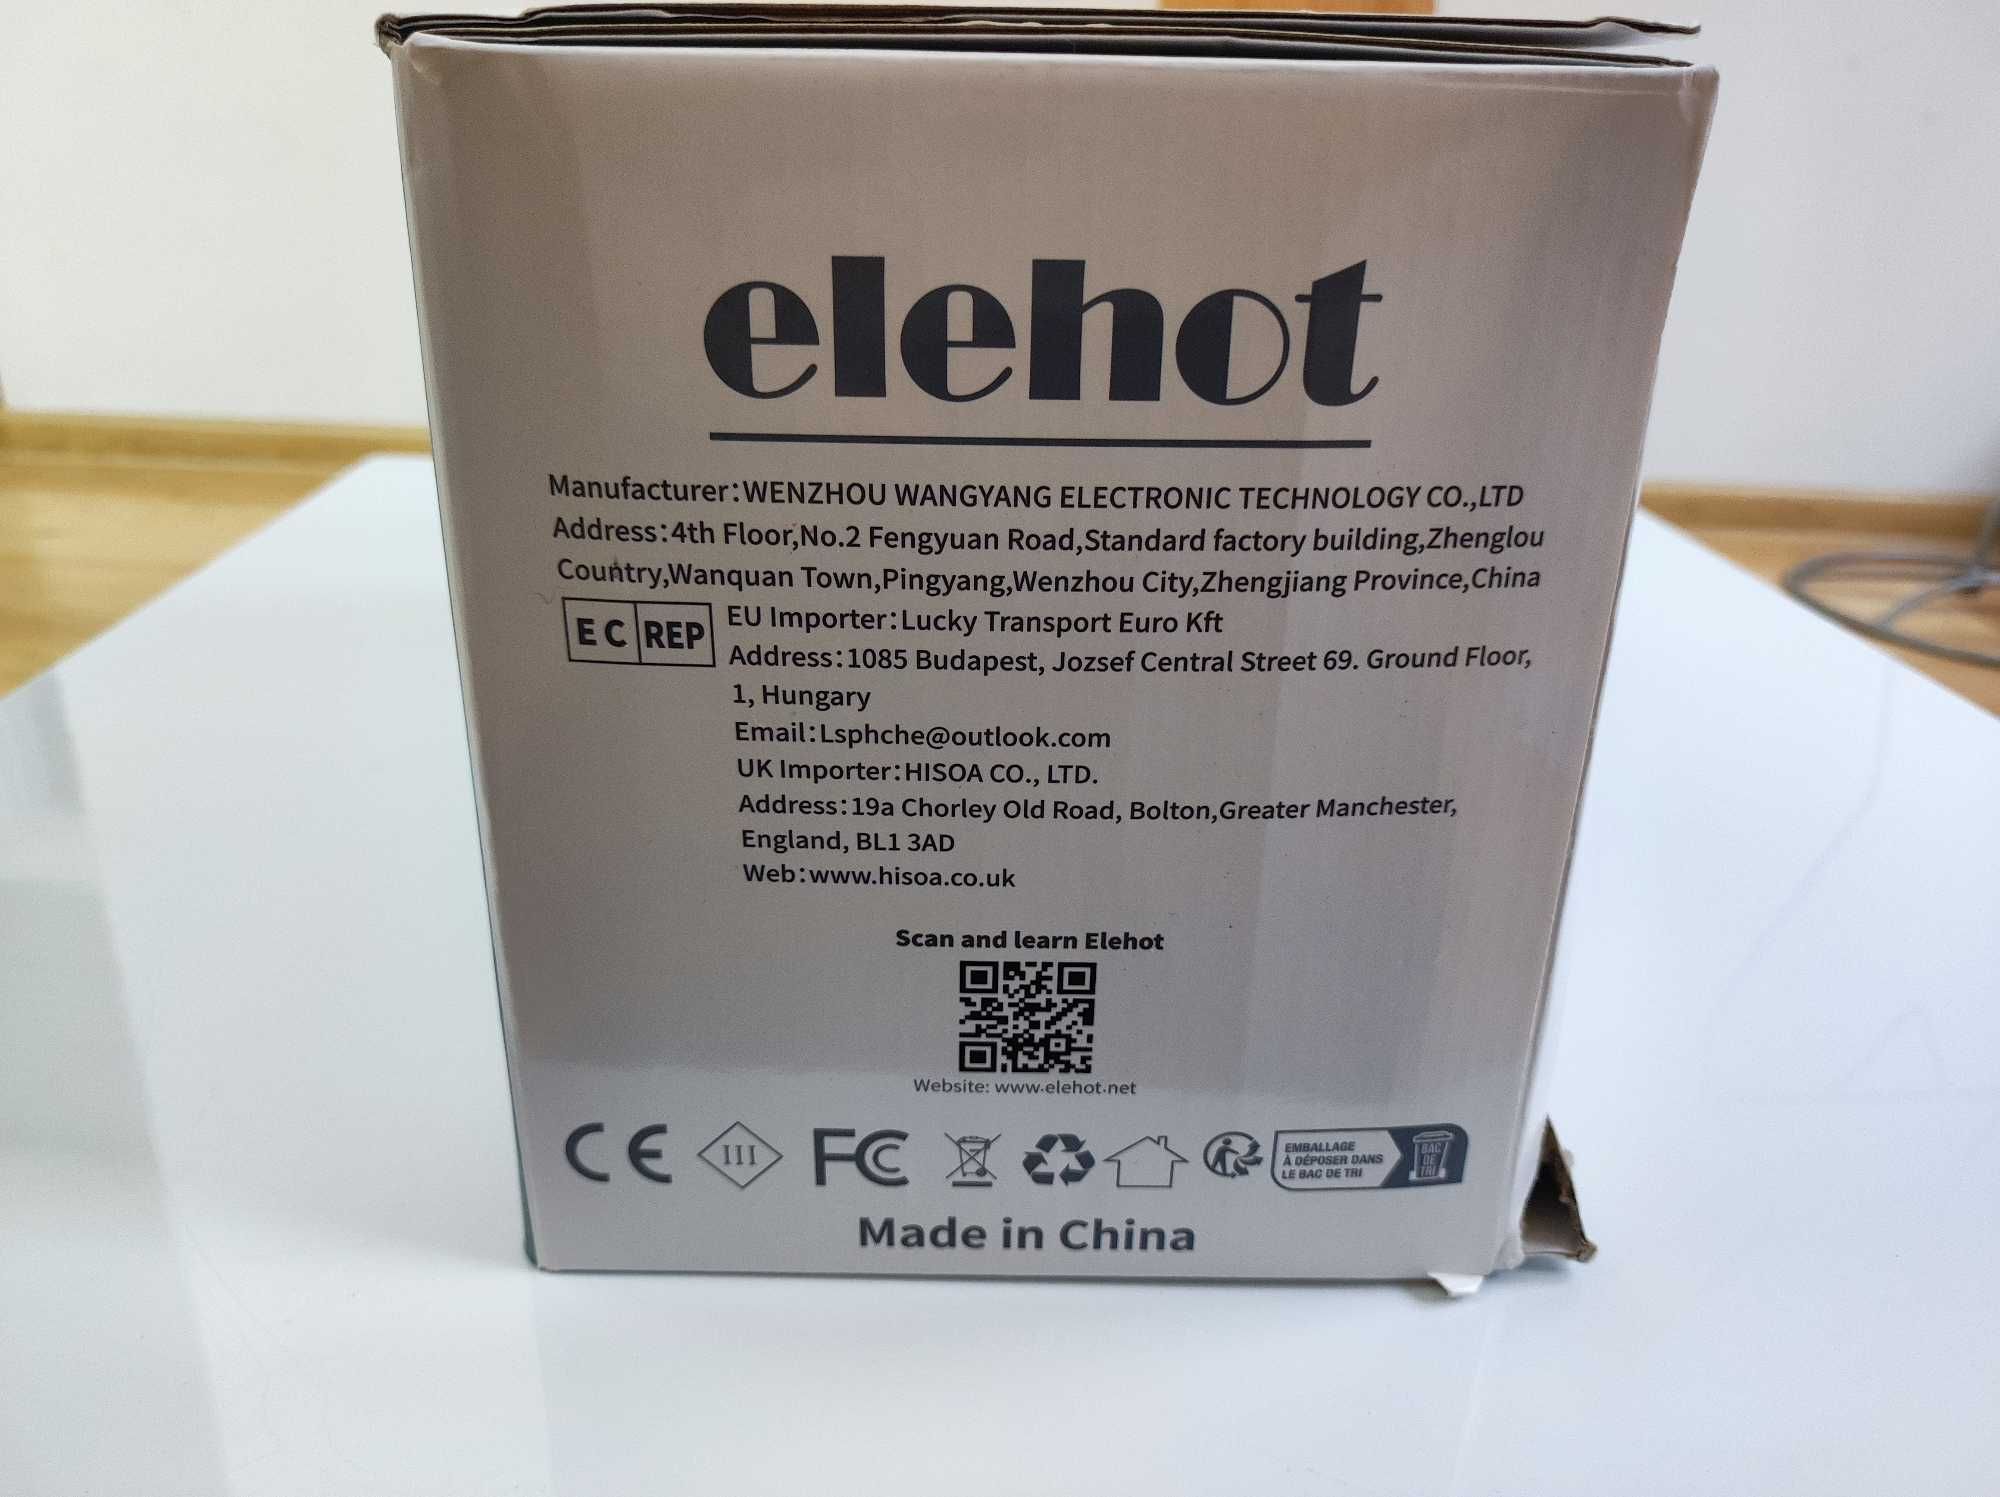 elehot
Manufacturer:WENZHOU WANGYANG ELECTRONIC TECHNOLOGY CO.,LTD
Address:4th Floor,No.2 Fengyuan Road,Standard factory building,Zhenglou
Country,Wanquan Town,Pingyang,Wenzhou City,Zhengjiang Province,China
EC REP
EU Importer:Lucky Transport Euro Kft
Address:1085 Budapest, Jozsef Central Street 69. Ground Floor,
1, Hungary
Email:Lsphche@outlook.com
UK Importer:HISOA CO., LTD.
Address:19a Chorley Old Road, Bolton,Greater Manchester,
England, BL1 3AD
Web:www.hisoa.co.uk
Scan and learn Elehot
Website: www.elehot.net
CE III FC
EMBALLAGE
À DÉPOSER DANS
LE BAC DE TRI
BAC
DE
TRI
Made in China